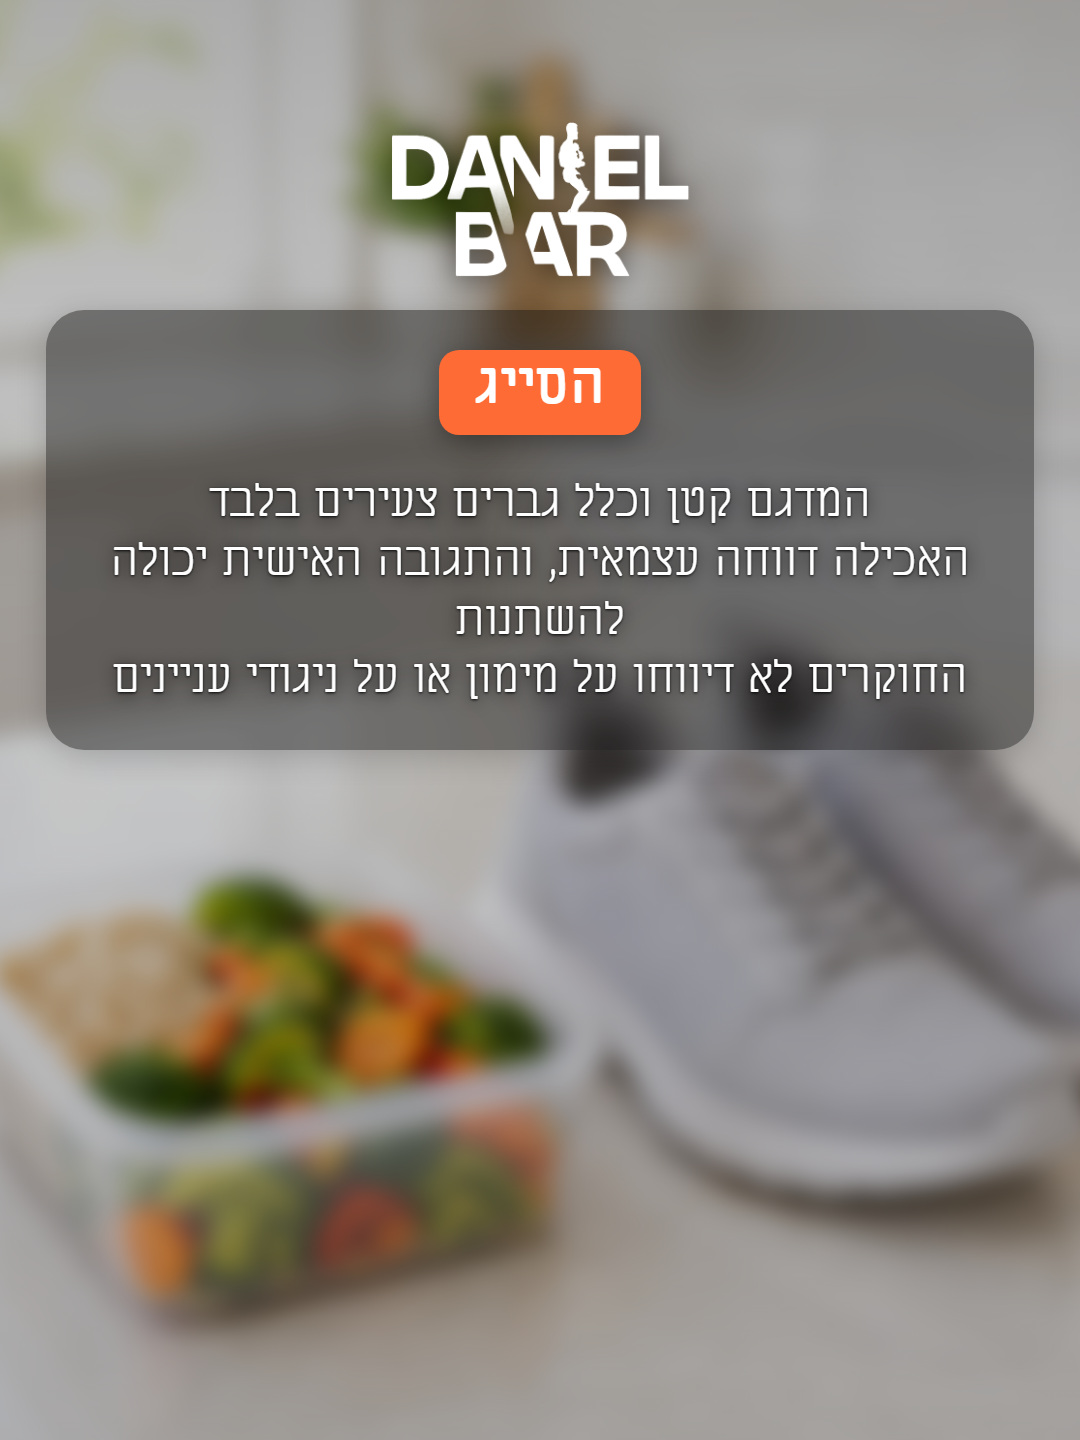 DANIEL
BAR
הסייג
המדגם קטן וכלל גברים צעירים בלבד
האכילה דווחה עצמאית, והתגובה האישית יכולה
להשתנות
החוקרים לא דיווחו על מימון או על ניגודי עניינים